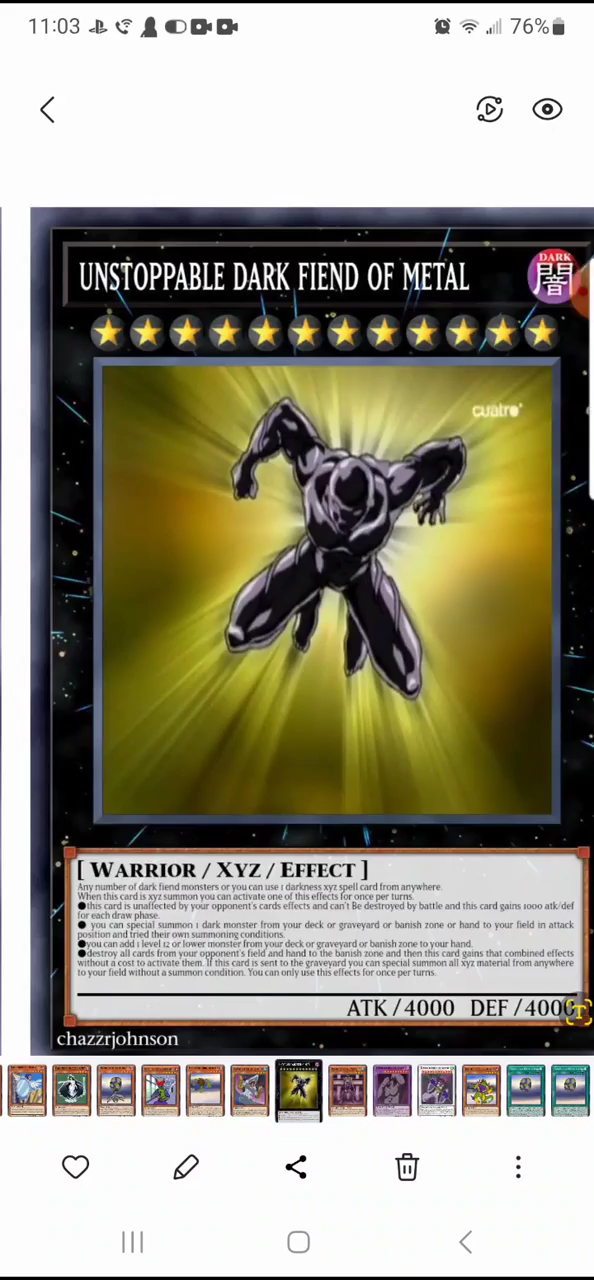 11:03
76%
UNSTOPPABLE DARK FIEND OF METAL
DARK
闇
cuatro
[ WARRIOR / XYZ / EFFECT ]
Any number of dark fiend monsters or you can use 1 darkness xyz spell card from anywhere.
When this card is xyz summon you can activate one of this effects for once per turns.
●this card is unaffected by your opponent's cards effects and can't Be destroyed by battle and this card gains 1000 atk/def
for each draw phase.
● you can special summon 1 dark monster from your deck or graveyard or banish zone or hand to your field in attack
position and tried their own summoning conditions.
●you can add 1 level 12 or lower monster from your deck or graveyard or banish zone to your hand.
●destroy all cards from your opponent's field and hand to the banish zone and then this card gains that combined effects
without a cost to activate them. If this card is sent to the graveyard you can special summon all xyz material from anywhere
to your field without a summon condition. You can only use this effects for once per turns.
ATK / 4000 DEF / 4000
T
chazzrjohnson